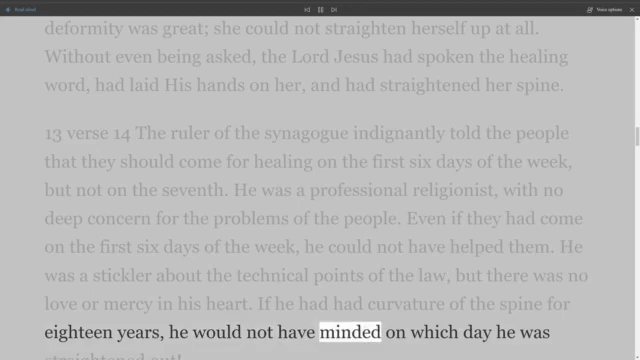 Read aloud
Voice options
deformity was great; she could not straighten herself up at all.
Without even being asked, the Lord Jesus had spoken the healing
word, had laid His hands on her, and had straightened her spine.
13 verse 14 The ruler of the synagogue indignantly told the people
that they should come for healing on the first six days of the week,
but not on the seventh. He was a professional religionist, with no
deep concern for the problems of the people. Even if they had come
on the first six days of the week, he could not have helped them. He
was a stickler about the technical points of the law, but there was no
love or mercy in his heart. If he had had curvature of the spine for
eighteen years, he would not have minded on which day he was
straightened out!